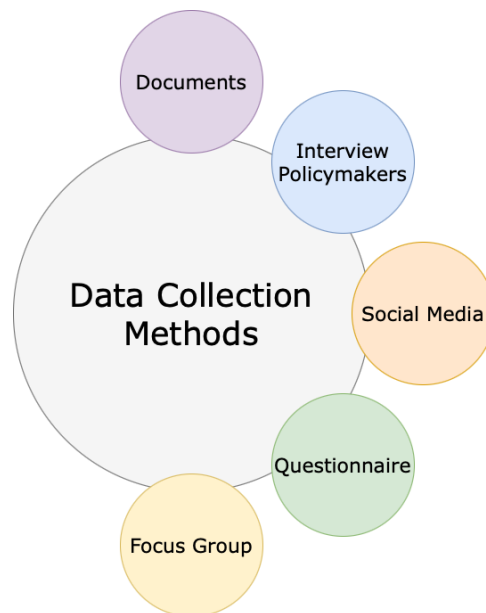 Documents
Interview
Policymakers
Data Collection
Methods
Social Media
Questionnaire
Focus Group